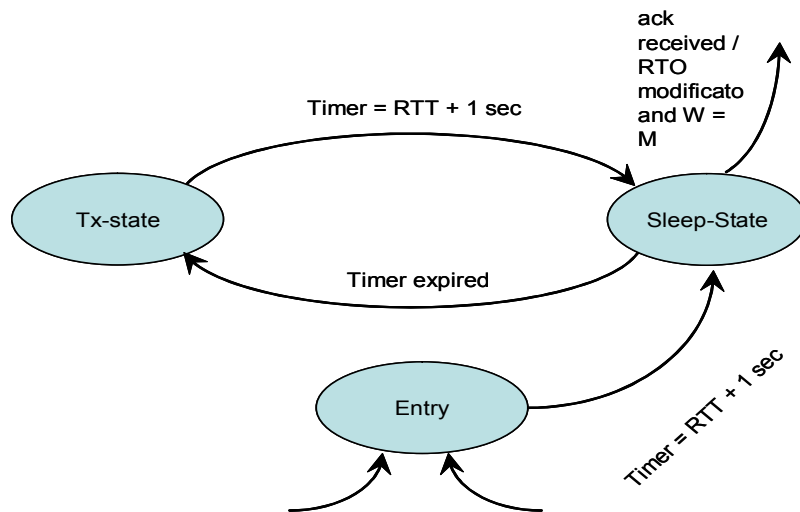 ack
received /
RTO
modificato
and W =
M
Timer = RTT + 1 sec
Tx-state
Sleep-State
Timer expired
Entry
Timer = RTT + 1 sec